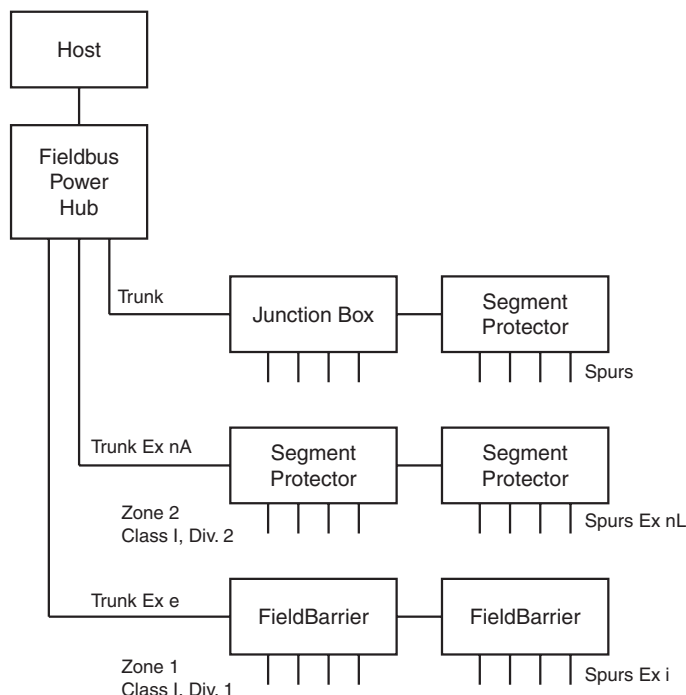 Host
Fieldbus
Power
Hub
Trunk
Junction Box
Segment
Protector
Spurs
Trunk Ex nA
Segment
Protector
Segment
Protector
Zone 2
Class I, Div. 2
Spurs Ex nL
Trunk Ex e
FieldBarrier
FieldBarrier
Zone 1
Class I, Div. 1
Spurs Ex i